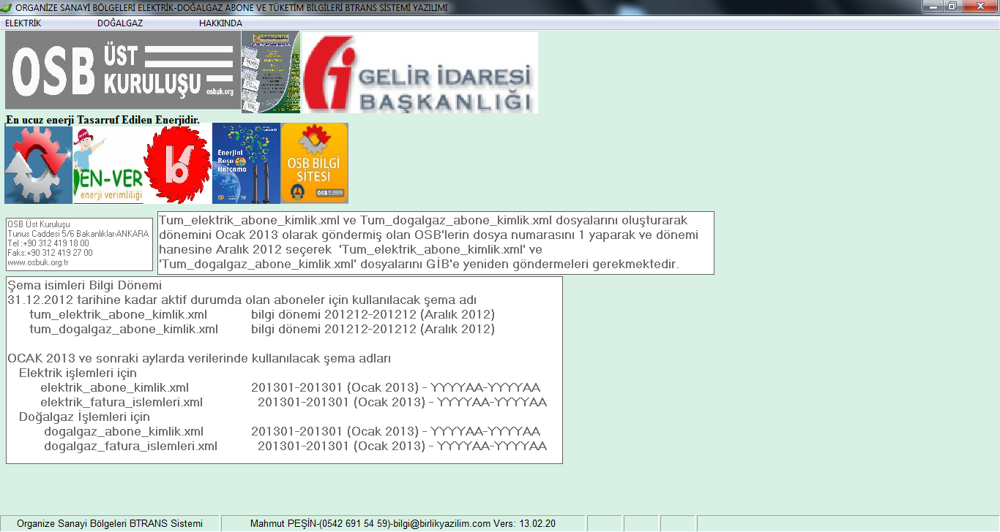 ORGANİZE SANAYİ BÖLGELERİ ELEKTRİK-DOĞALGAZ ABONE VE TÜKETİM BİLGİLERİ BTRANS SİSTEMİ YAZILIMI
ELEKTRİK DOĞALGAZ HAKKINDA
OSB ÜST KURULUŞU osbuk.org
GELİR İDARESİ
BAŞKANLIĞI
En ucuz enerji Tasarruf Edilen Enerjidir.
EN-VER
enerji verimliliği
b
Enerjini
Boşa
Harcama
OSB BİLGİ
SİTESİ
OSB
OSB Üst Kuruluşu
Tunus Caddesi 5/6 Bakanlıklar-ANKARA
Tel :+90 312 419 18 00
Faks:+90 312 419 27 00
www.osbuk.org.tr
Tum_elektrik_abone_kimlik.xml ve Tum_dogalgaz_abone_kimlik.xml dosyalarını oluşturarak
dönemini Ocak 2013 olarak göndermiş olan OSB'lerin dosya numarasını 1 yaparak ve dönemi
hanesine Aralık 2012 seçerek 'Tum_elektrik_abone_kimlik.xml' ve
'Tum_dogalgaz_abone_kimlik.xml' dosyalarını GİB'e yeniden göndermeleri gerekmektedir.
Şema isimleri Bilgi Dönemi
31.12.2012 tarihine kadar aktif durumda olan aboneler için kullanılacak şema adı
tum_elektrik_abone_kimlik.xml bilgi dönemi 201212-201212 (Aralık 2012)
tum_dogalgaz_abone_kimlik.xml bilgi dönemi 201212-201212 (Aralık 2012)
OCAK 2013 ve sonraki aylarda verilerinde kullanılacak şema adları
Elektrik işlemleri için
elektrik_abone_kimlik.xml 201301-201301 (Ocak 2013) - YYYYAA-YYYYAA
elektrik_fatura_islemleri.xml 201301-201301 (Ocak 2013) - YYYYAA-YYYYAA
Doğalgaz İşlemleri için
dogalgaz_abone_kimlik.xml 201301-201301 (Ocak 2013) - YYYYAA-YYYYAA
dogalgaz_fatura_islemleri.xml 201301-201301 (Ocak 2013) - YYYYAA-YYYYAA
Organize Sanayi Bölgeleri BTRANS Sistemi Mahmut PEŞİN-(0542 691 54 59)-bilgi@birlikyazilim.com Vers: 13.02.20